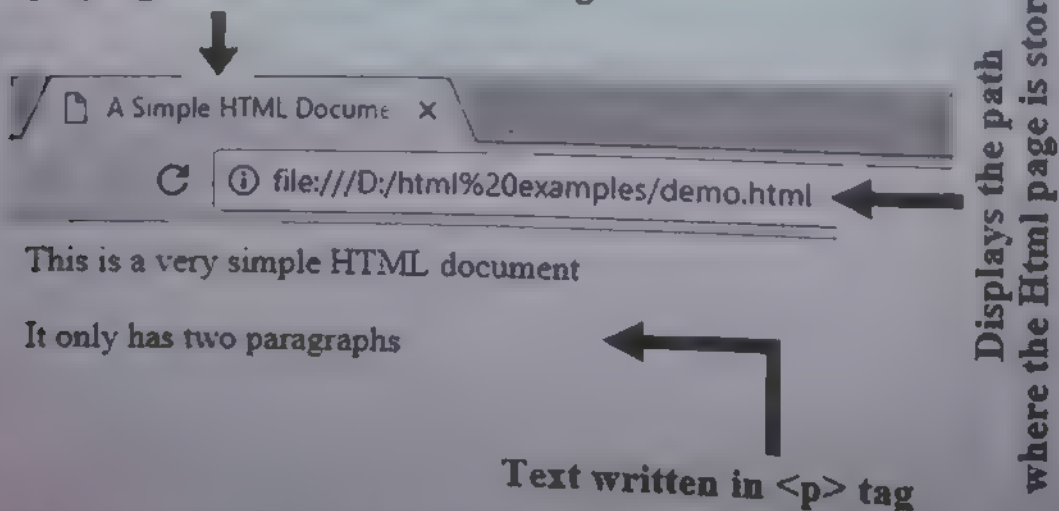 A Simple HTML Docume
file:///D:/html%20examples/demo.html
This is a very simple HTML document
It only has two paragraphs
Text written in <p> tag
Displays the path
where the Html page is stor